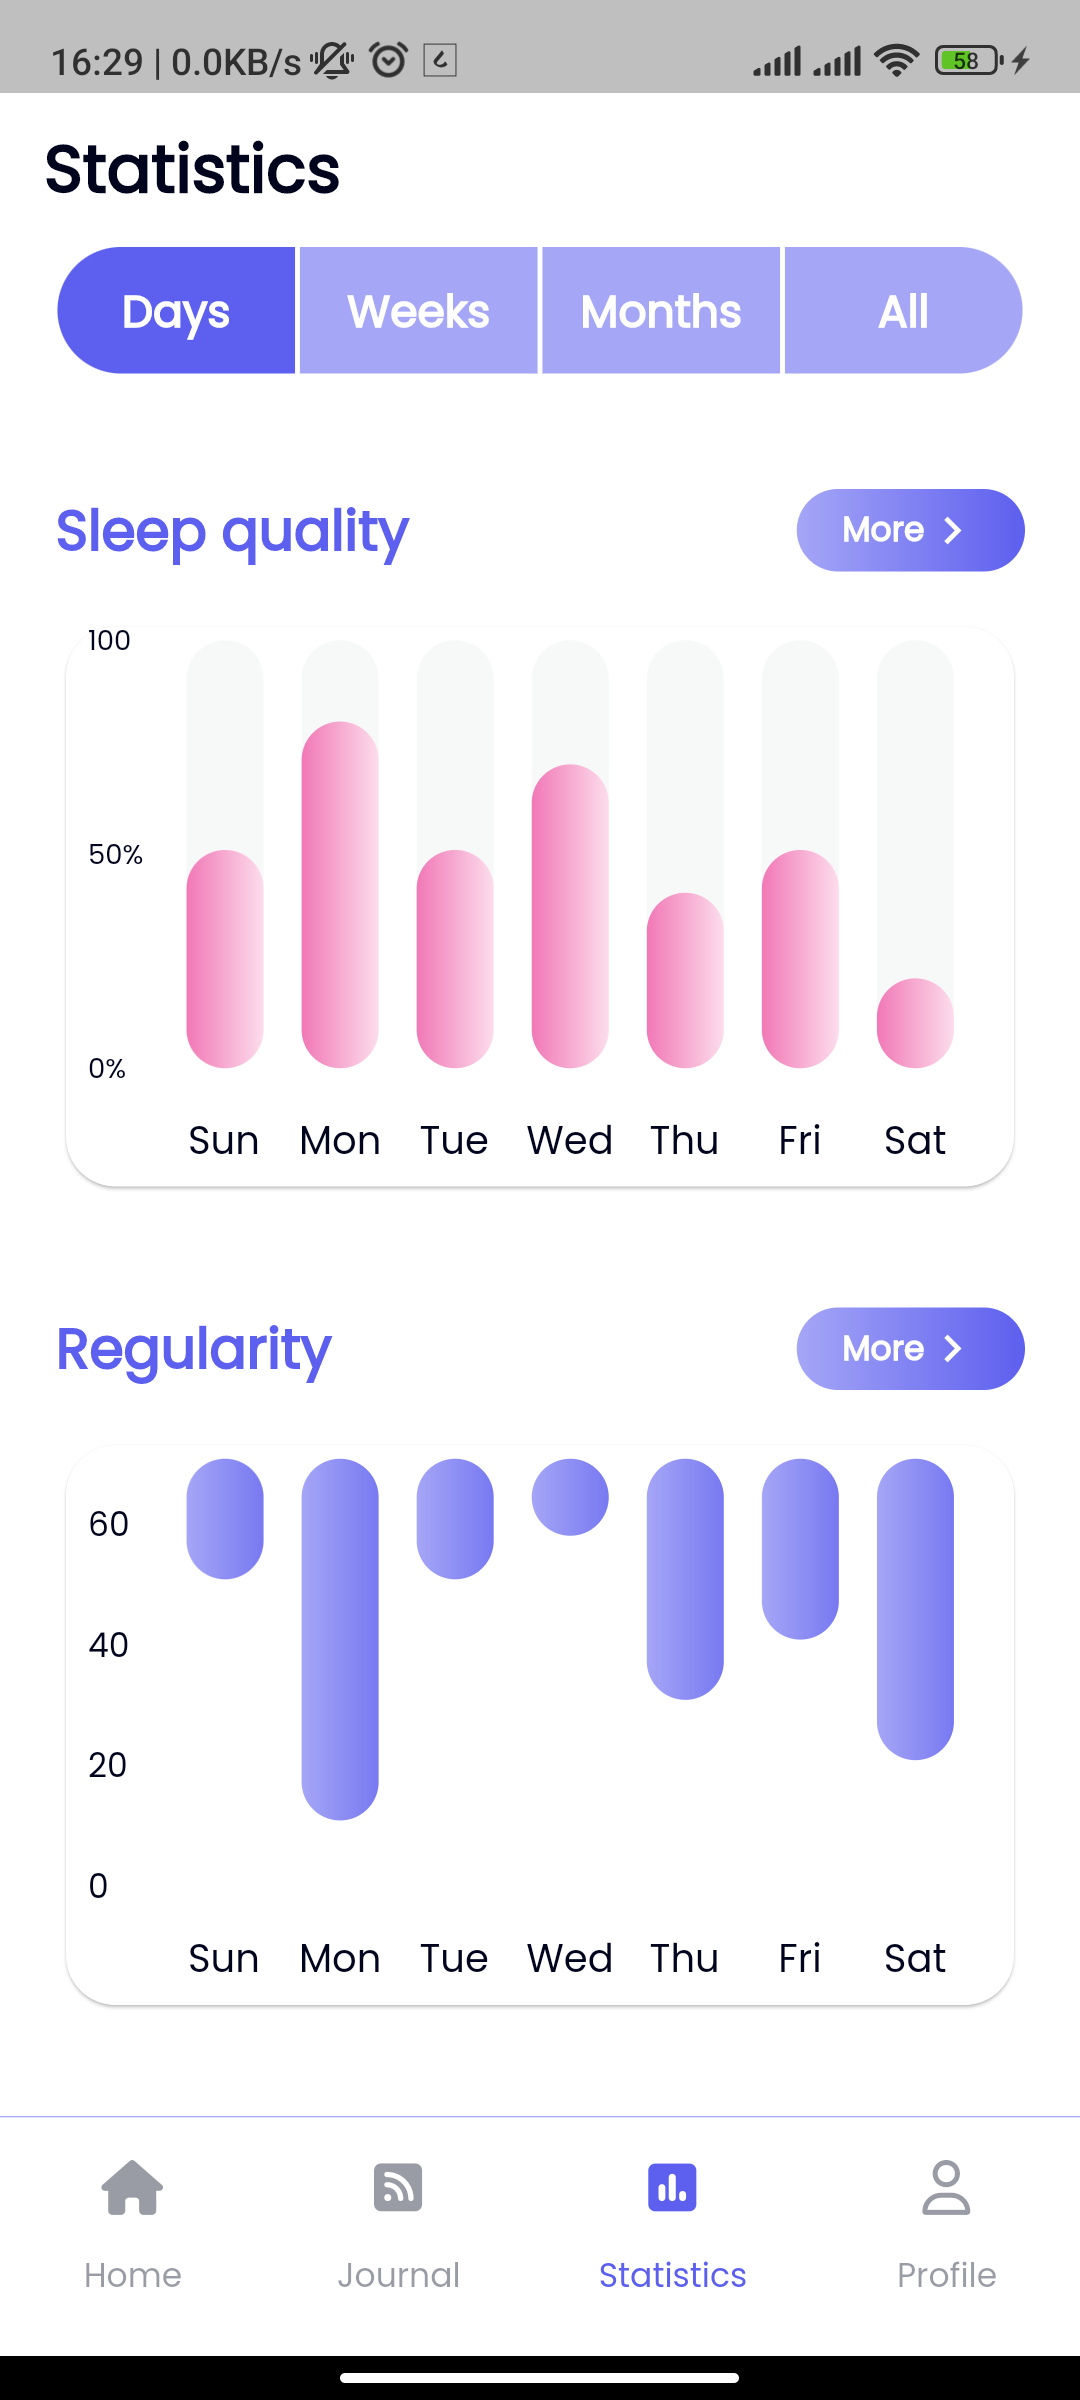 16:29 | 0.0KB/s
58
Statistics
Days Weeks Months All
Sleep quality
More
100
50%
0%
Sun Mon Tue Wed Thu Fri Sat
Regularity
More
60
40
20
0
Sun Mon Tue Wed Thu Fri Sat
Home Journal Statistics Profile